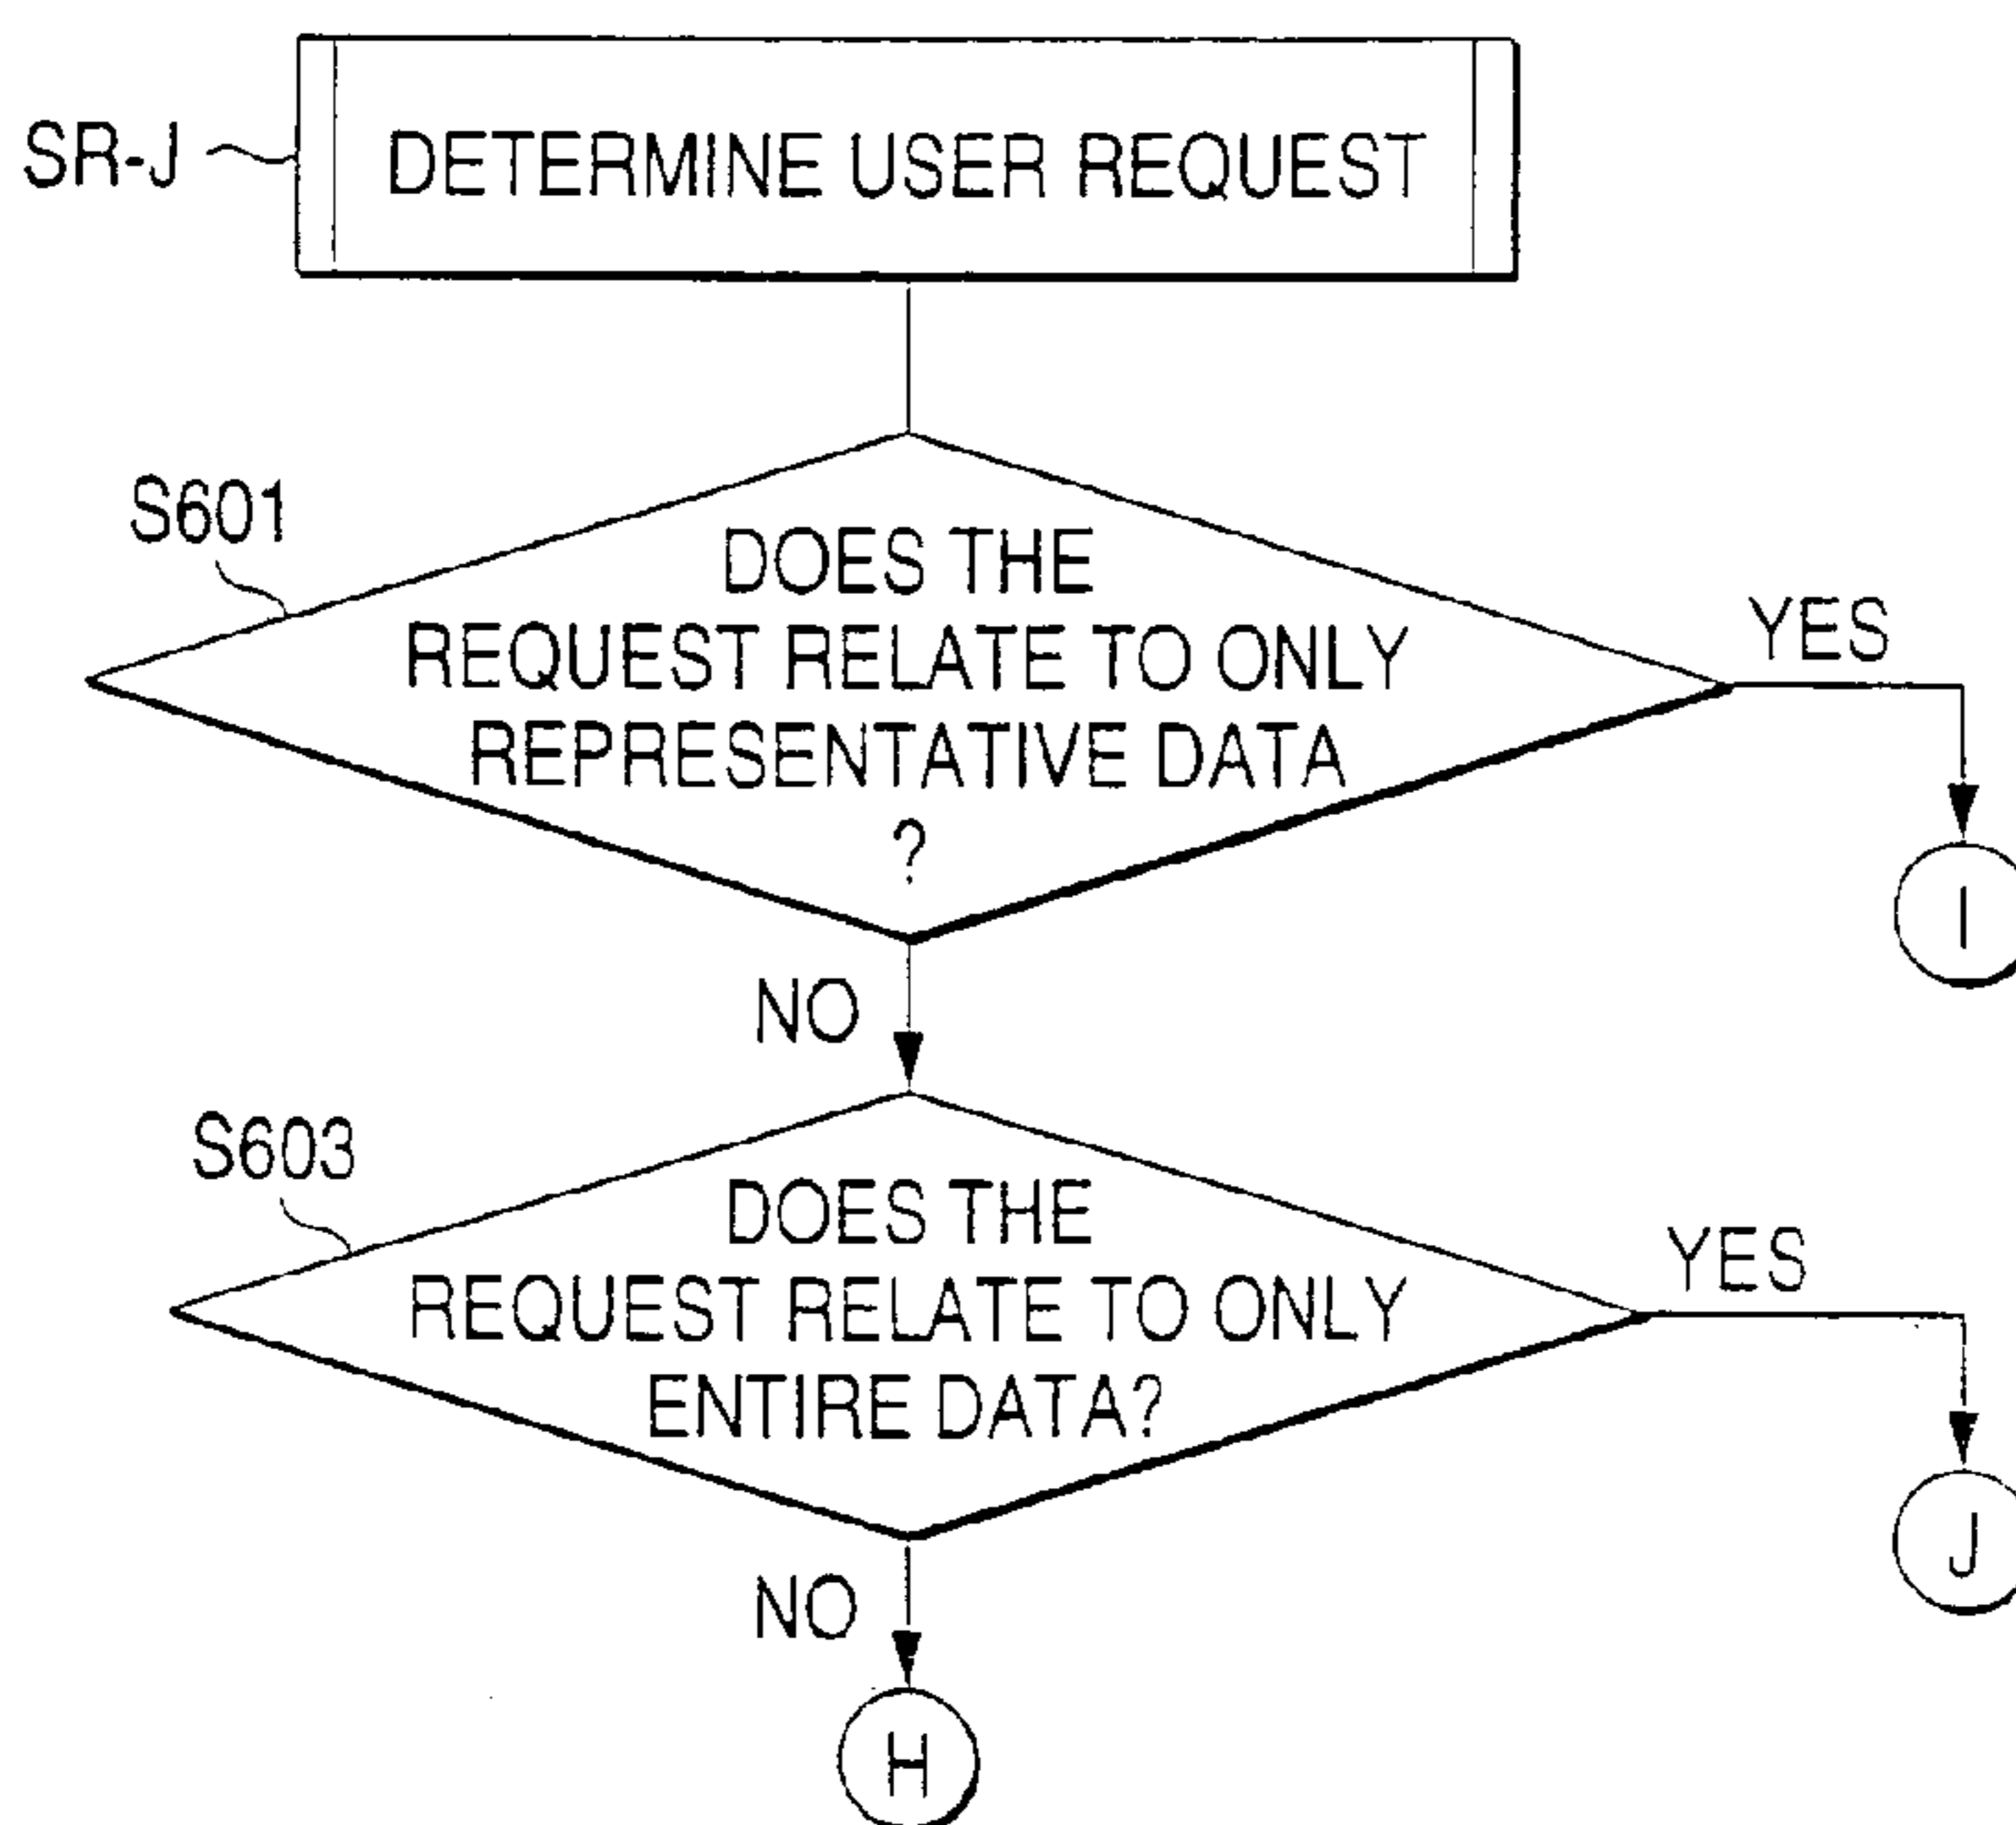 SR-J
DETERMINE USER REQUEST
S601
DOES THE
REQUEST RELATE TO ONLY
REPRESENTATIVE DATA
?
YES
I
NO
S603
DOES THE
REQUEST RELATE TO ONLY
ENTIRE DATA?
YES
J
NO
H